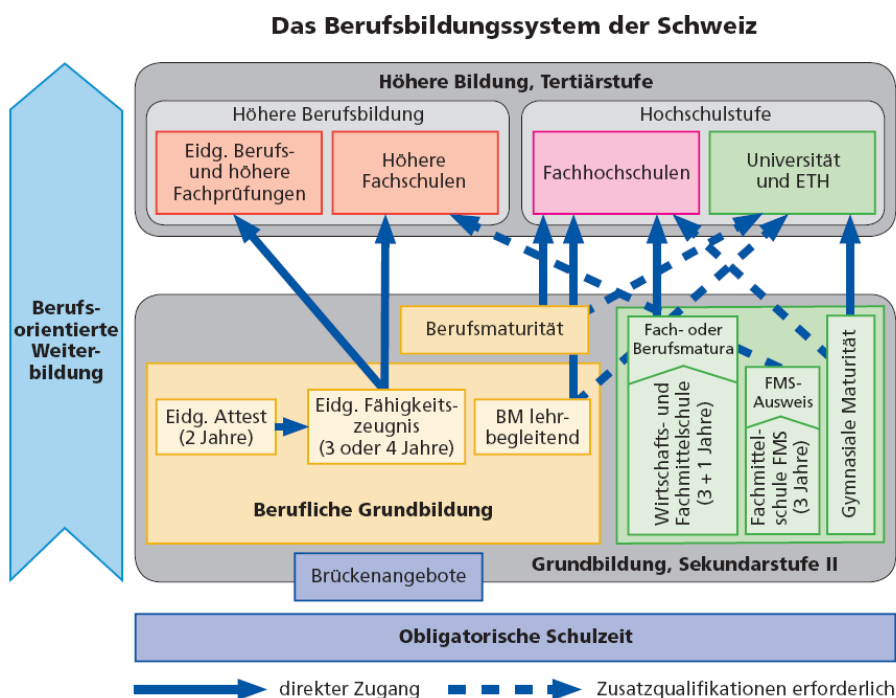 Das Berufsbildungssystem der Schweiz
Höhere Bildung, Tertiärstufe
Höhere Berufsbildung
Hochschulstufe
Eidg. Berufs-
und höhere
Fachprüfungen
Höhere
Fachschulen
Fachhochschulen
Universität
und ETH
Berufs-
orientierte
Weiter-
bildung
Berufsmaturität
Eidg. Attest
(2 Jahre)
Eidg. Fähigkeits-
zeugnis
(3 oder 4 Jahre)
BM lehr-
begleitend
Berufliche Grundbildung
Fach- oder
Berufsmatura
Wirtschafts- und
Fachmittelschule
(3 + 1 Jahre)
FMS-
Ausweis
Fachmittel-
schule FMS
(3 Jahre)
Gymnasiale Maturität
Grundbildung, Sekundarstufe II
Brückenangebote
Obligatorische Schulzeit
direkter Zugang
Zusatzqualifikationen erforderlich